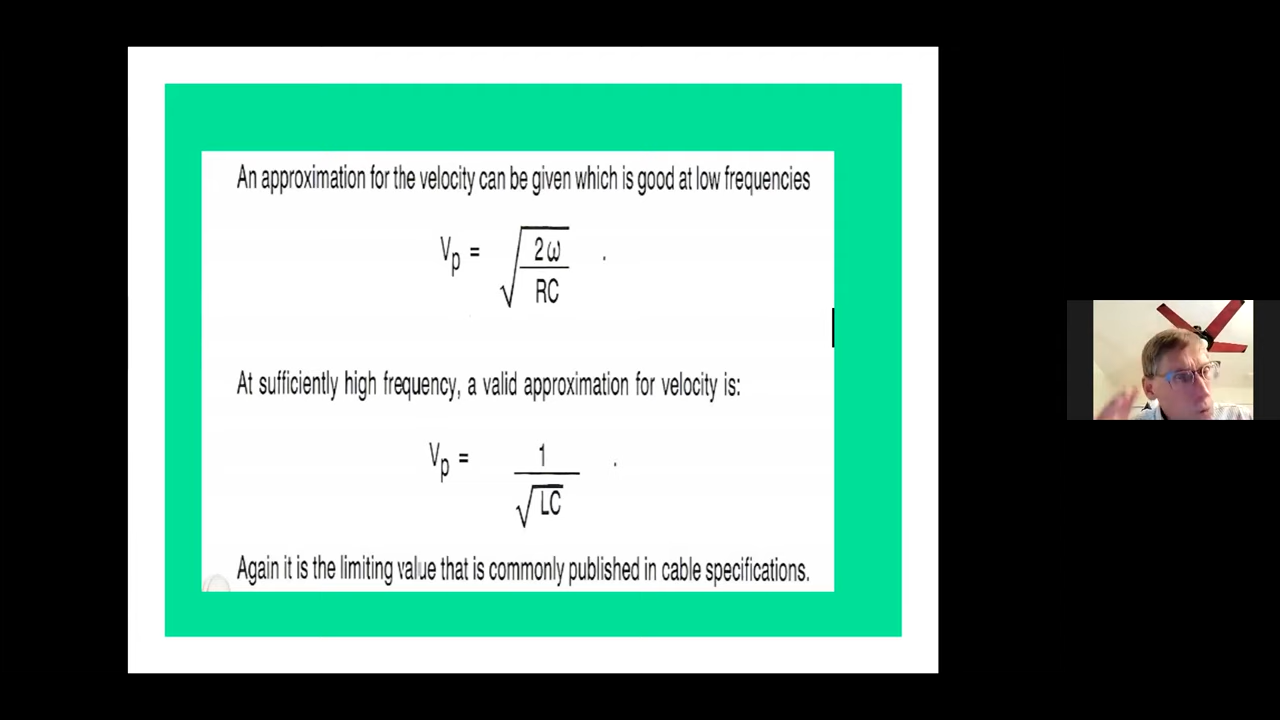 An approximation for the velocity can be given which is good at low frequencies
Vp = √(2ω/RC) .
At sufficiently high frequency, a valid approximation for velocity is:
Vp = 1/√LC .
Again it is the limiting value that is commonly published in cable specifications.